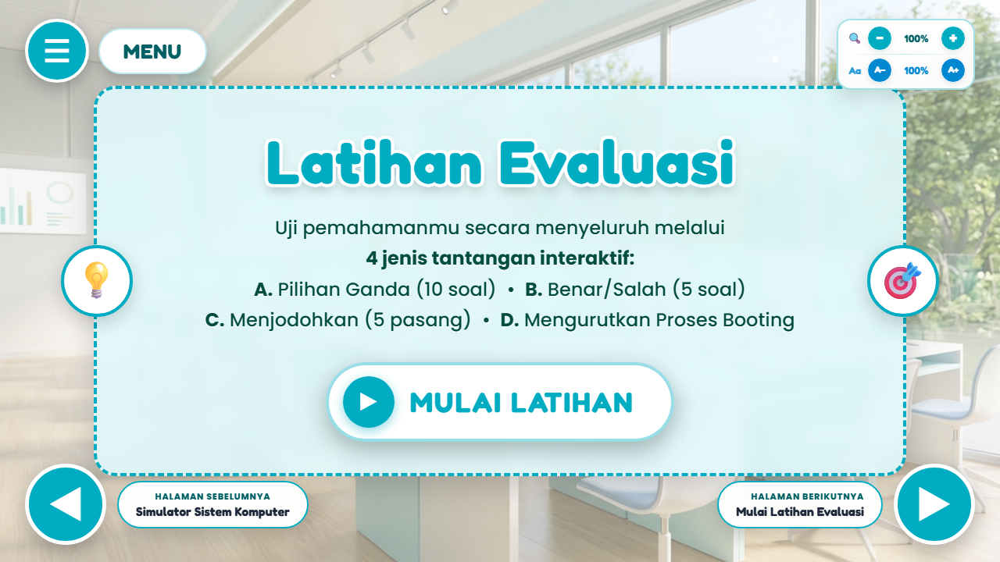 MENU
🔍 − 100% +
Aa A− 100% A+
Latihan Evaluasi
Uji pemahamanmu secara menyeluruh melalui
4 jenis tantangan interaktif:
A. Pilihan Ganda (10 soal) • B. Benar/Salah (5 soal)
C. Menjodohkan (5 pasang) • D. Mengurutkan Proses Booting
MULAI LATIHAN
HALAMAN SEBELUMNYA
Simulator Sistem Komputer
HALAMAN BERIKUTNYA
Mulai Latihan Evaluasi